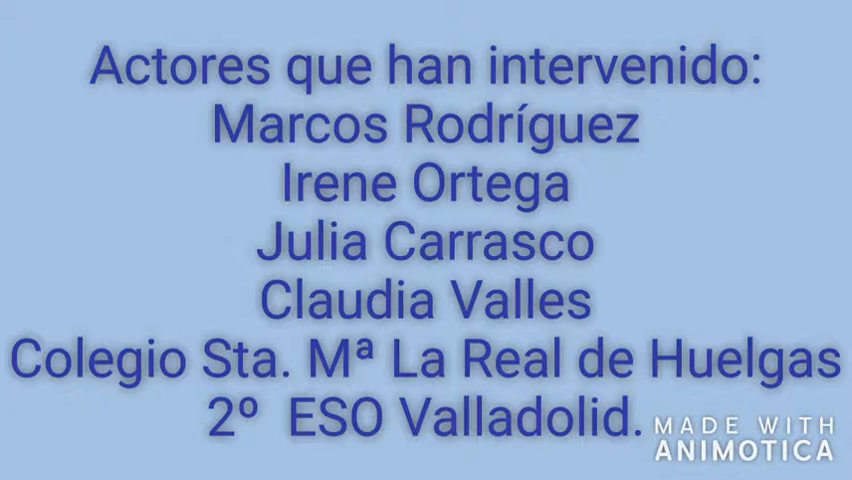 Actores que han intervenido:
Marcos Rodríguez
Irene Ortega
Julia Carrasco
Claudia Valles
Colegio Sta. Mª La Real de Huelgas
2º  ESO Valladolid.
MADE WITH
ANIMOTICA